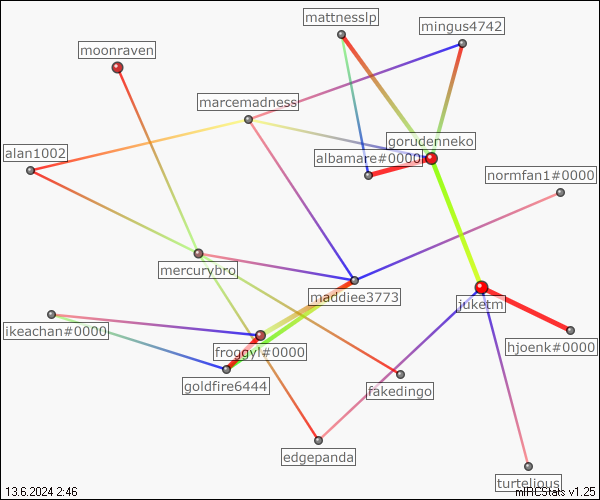 mattnesslp
mingus4742
moonraven
marcemadness
gorudenneko
alan1002
albamare#0000
normfan1#0000
mercurybro
maddiee3773
juketm
ikeachan#0000
froggyl#0000
hjoenk#0000
goldfire6444
fakedingo
edgepanda
turtelious
13.6.2024 2:46
mIRCStats v1.25